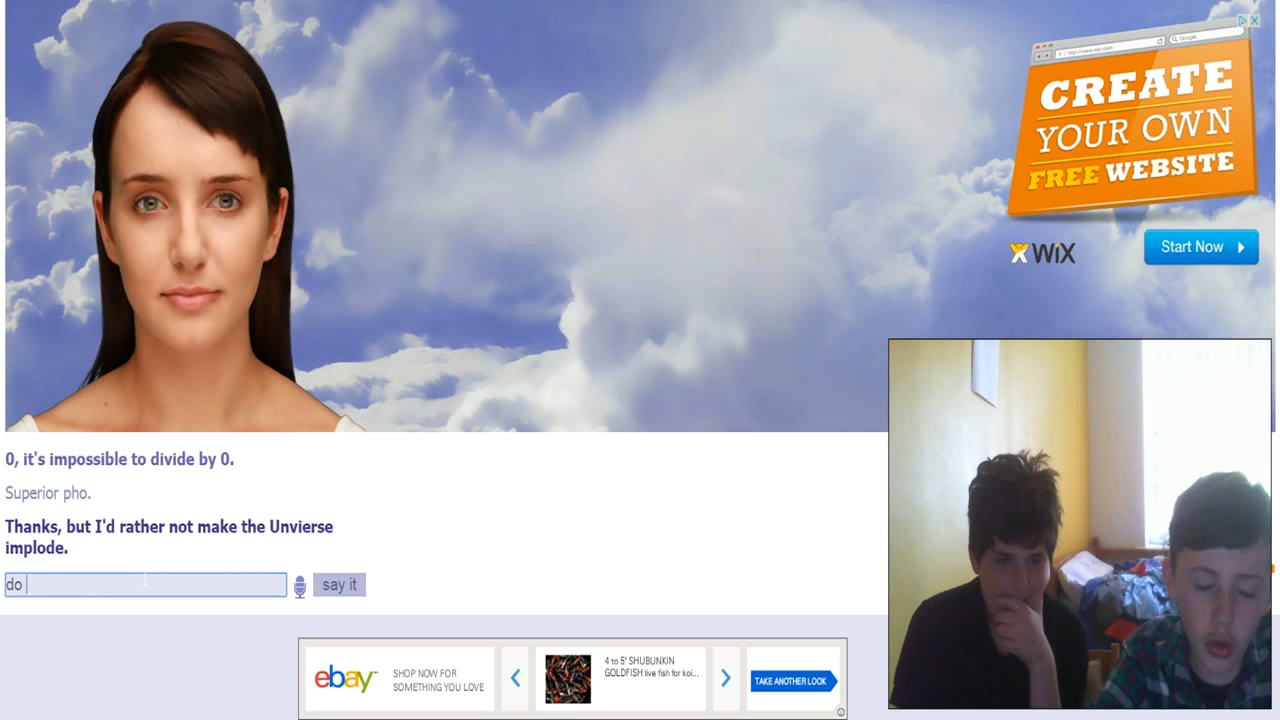 CREATE
YOUR OWN
FREE WEBSITE
WiX
Start Now
0, it's impossible to divide by 0.
Superior pho.
Thanks, but I'd rather not make the Unvierse
implode.
do
say it
ebay
SHOP NOW FOR
SOMETHING YOU LOVE
4 to 5" SHUBUNKIN
GOLDFISH live fish for koi...
TAKE ANOTHER LOOK